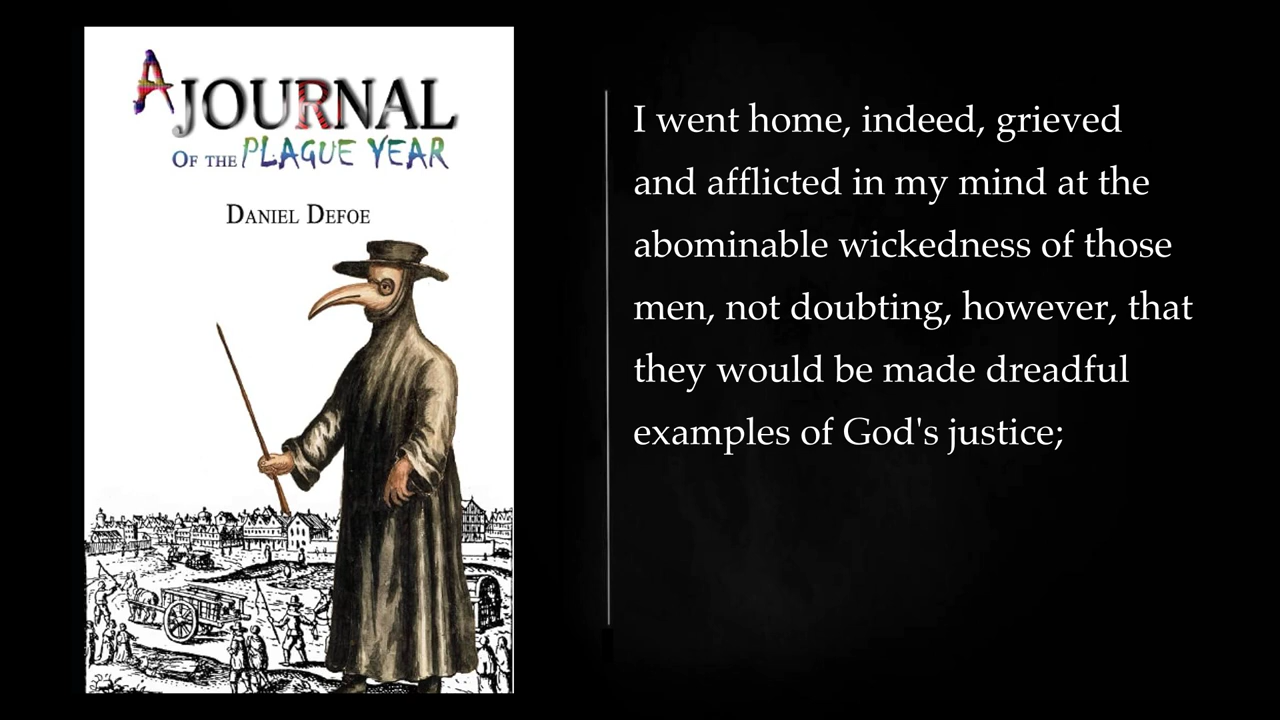 A JOURNAL
OF THE PLAGUE YEAR
DANIEL DEFOE
I went home, indeed, grieved
and afflicted in my mind at the
abominable wickedness of those
men, not doubting, however, that
they would be made dreadful
examples of God's justice;